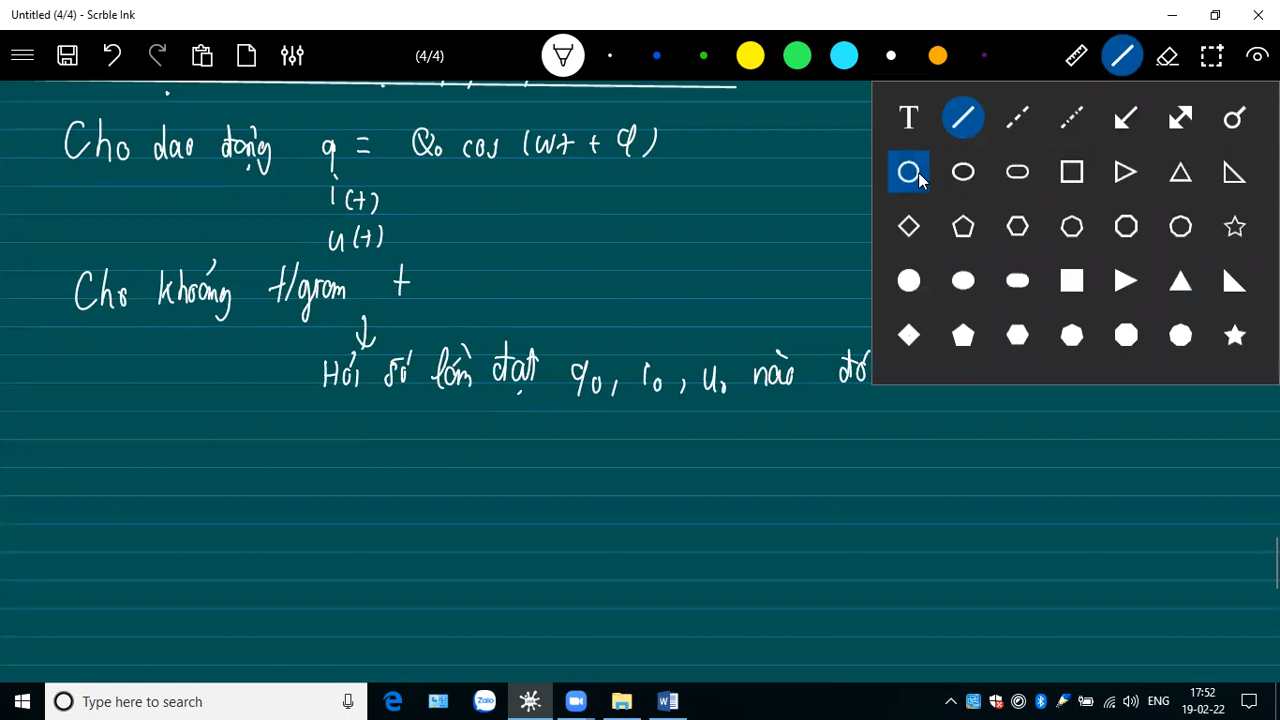 Untitled (4/4) - Scrble Ink
(4/4)
T
Cho dao động q = Q₀ cos (ωt + φ)
i(t)
u(t)
Cho khoảng t/gian t
Hỏi số lần đạt q₀, i₀, u₀ nào đó
Type here to search
Zalo
ENG
17:52
19-02-22